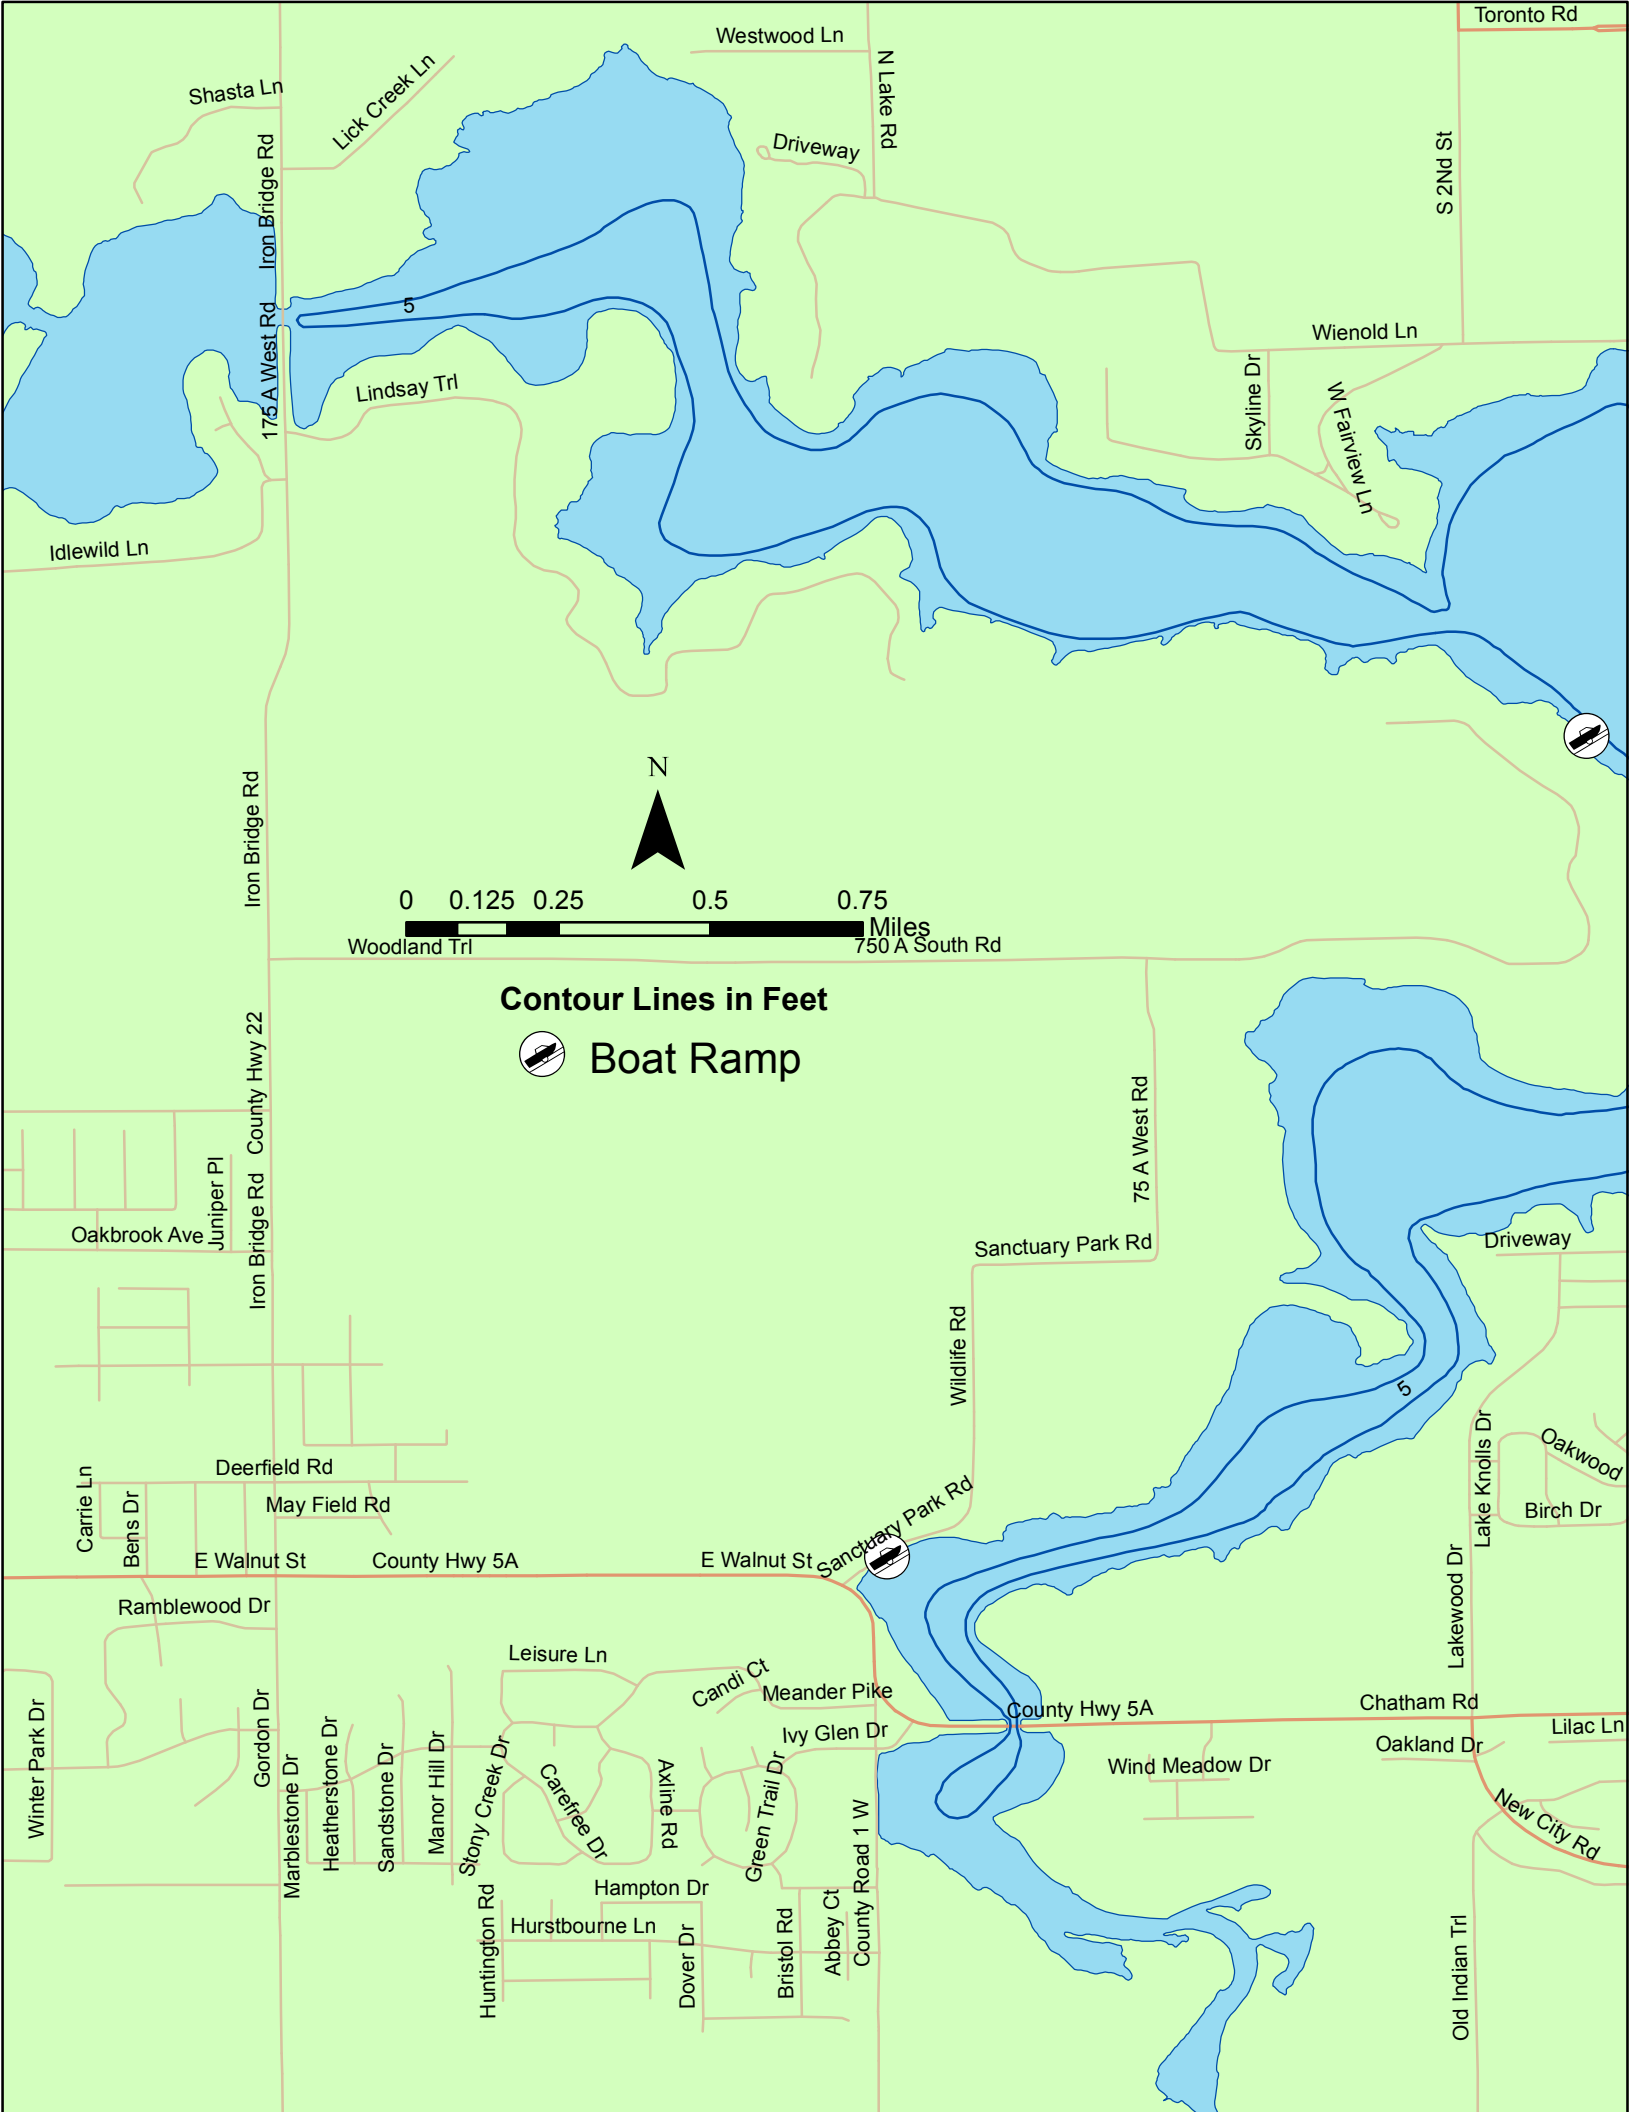 Toronto Rd
Westwood Ln
N Lake Rd
Shasta Ln
Lick Creek Ln
Driveway
Iron Bridge Rd
S 2Nd St
5
175 A West Rd
Wienold Ln
Lindsay Trl
Skyline Dr
W Fairview Ln
Idlewild Ln
N
Iron Bridge Rd
0 0.125 0.25 0.5 0.75
Miles
Woodland Trl
750 A South Rd
Contour Lines in Feet
Boat Ramp
County Hwy 22
75 A West Rd
Juniper Pl
Iron Bridge Rd
Oakbrook Ave
Sanctuary Park Rd
Driveway
Wildlife Rd
5
Lake Knolls Dr
Oakwood
Deerfield Rd
Carrie Ln
Bens Dr
May Field Rd
Sanctuary Park Rd
Birch Dr
E Walnut St
County Hwy 5A
E Walnut St
Lakewood Dr
Ramblewood Dr
Leisure Ln
Candi Ct
Meander Pike
County Hwy 5A
Chatham Rd
Lilac Ln
Winter Park Dr
Gordon Dr
Ivy Glen Dr
Oakland Dr
Marblestone Dr
Heatherstone Dr
Sandstone Dr
Manor Hill Dr
Stony Creek Dr
Carefree Dr
Axline Rd
Green Trail Dr
Wind Meadow Dr
New City Rd
County Road 1 W
Hampton Dr
Huntington Rd
Hurstbourne Ln
Dover Dr
Bristol Rd
Abbey Ct
Old Indian Trl